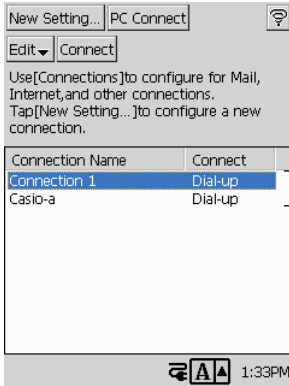 New Setting... PC Connect ?
Edit Connect
Use[Connections]to configure for Mail,
Internet,and other connections.
Tap[New Setting...]to configure a new
connection.
Connection Name Connect
Connection 1 Dial-up
Casio-a Dial-up
A 1:33PM